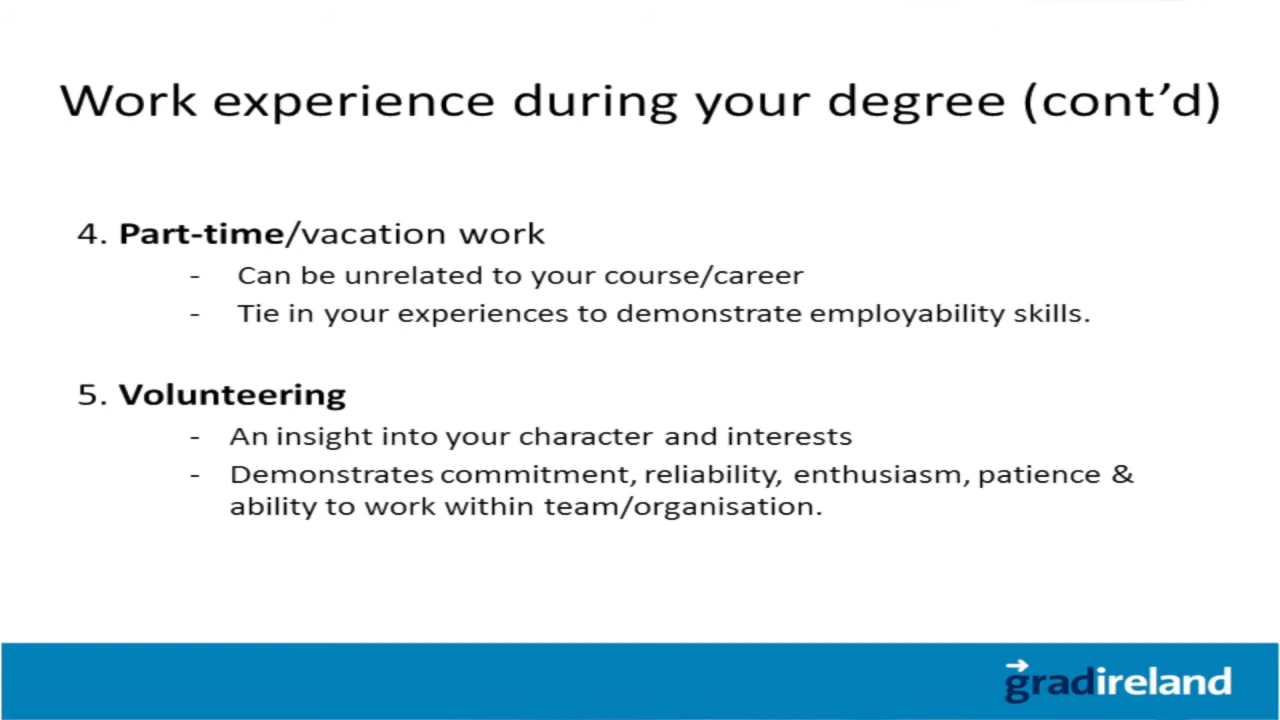 Work experience during your degree (cont’d)
4. Part-time/vacation work
- Can be unrelated to your course/career
- Tie in your experiences to demonstrate employability skills.
5. Volunteering
- An insight into your character and interests
- Demonstrates commitment, reliability, enthusiasm, patience &
ability to work within team/organisation.
gradireland